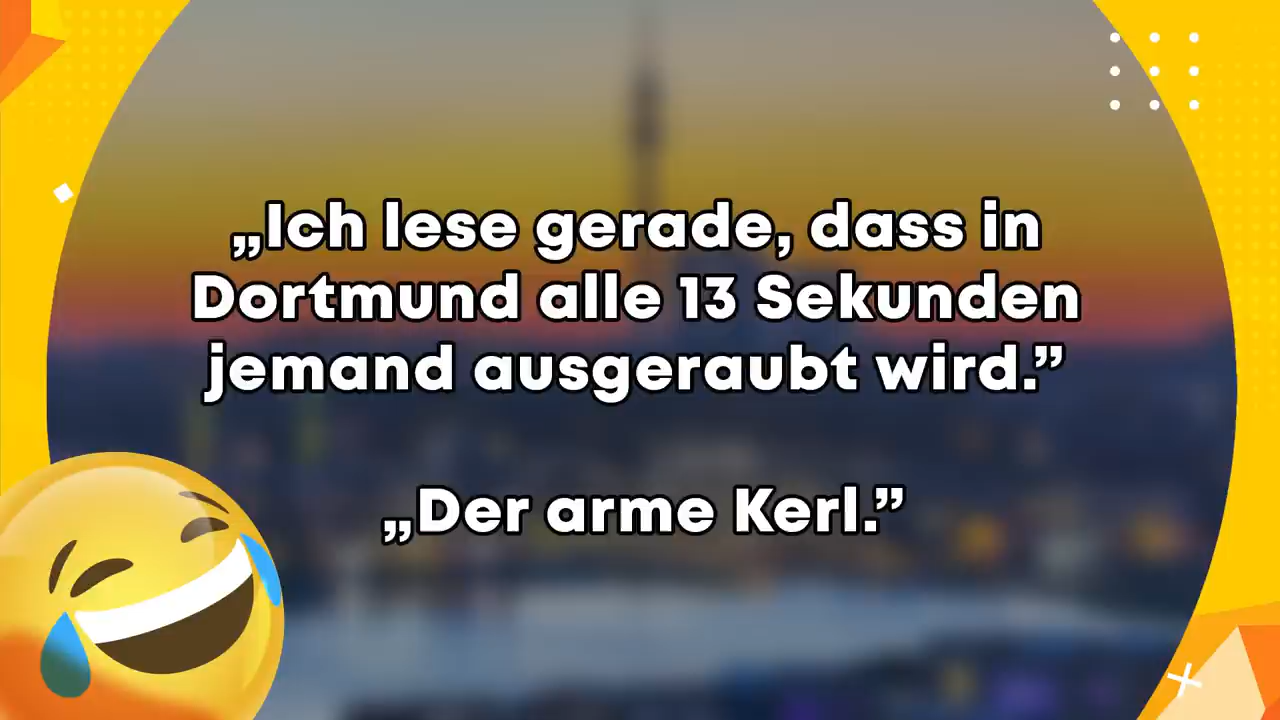 „Ich lese gerade, dass in
Dortmund alle 13 Sekunden
jemand ausgeraubt wird.”
„Der arme Kerl.”